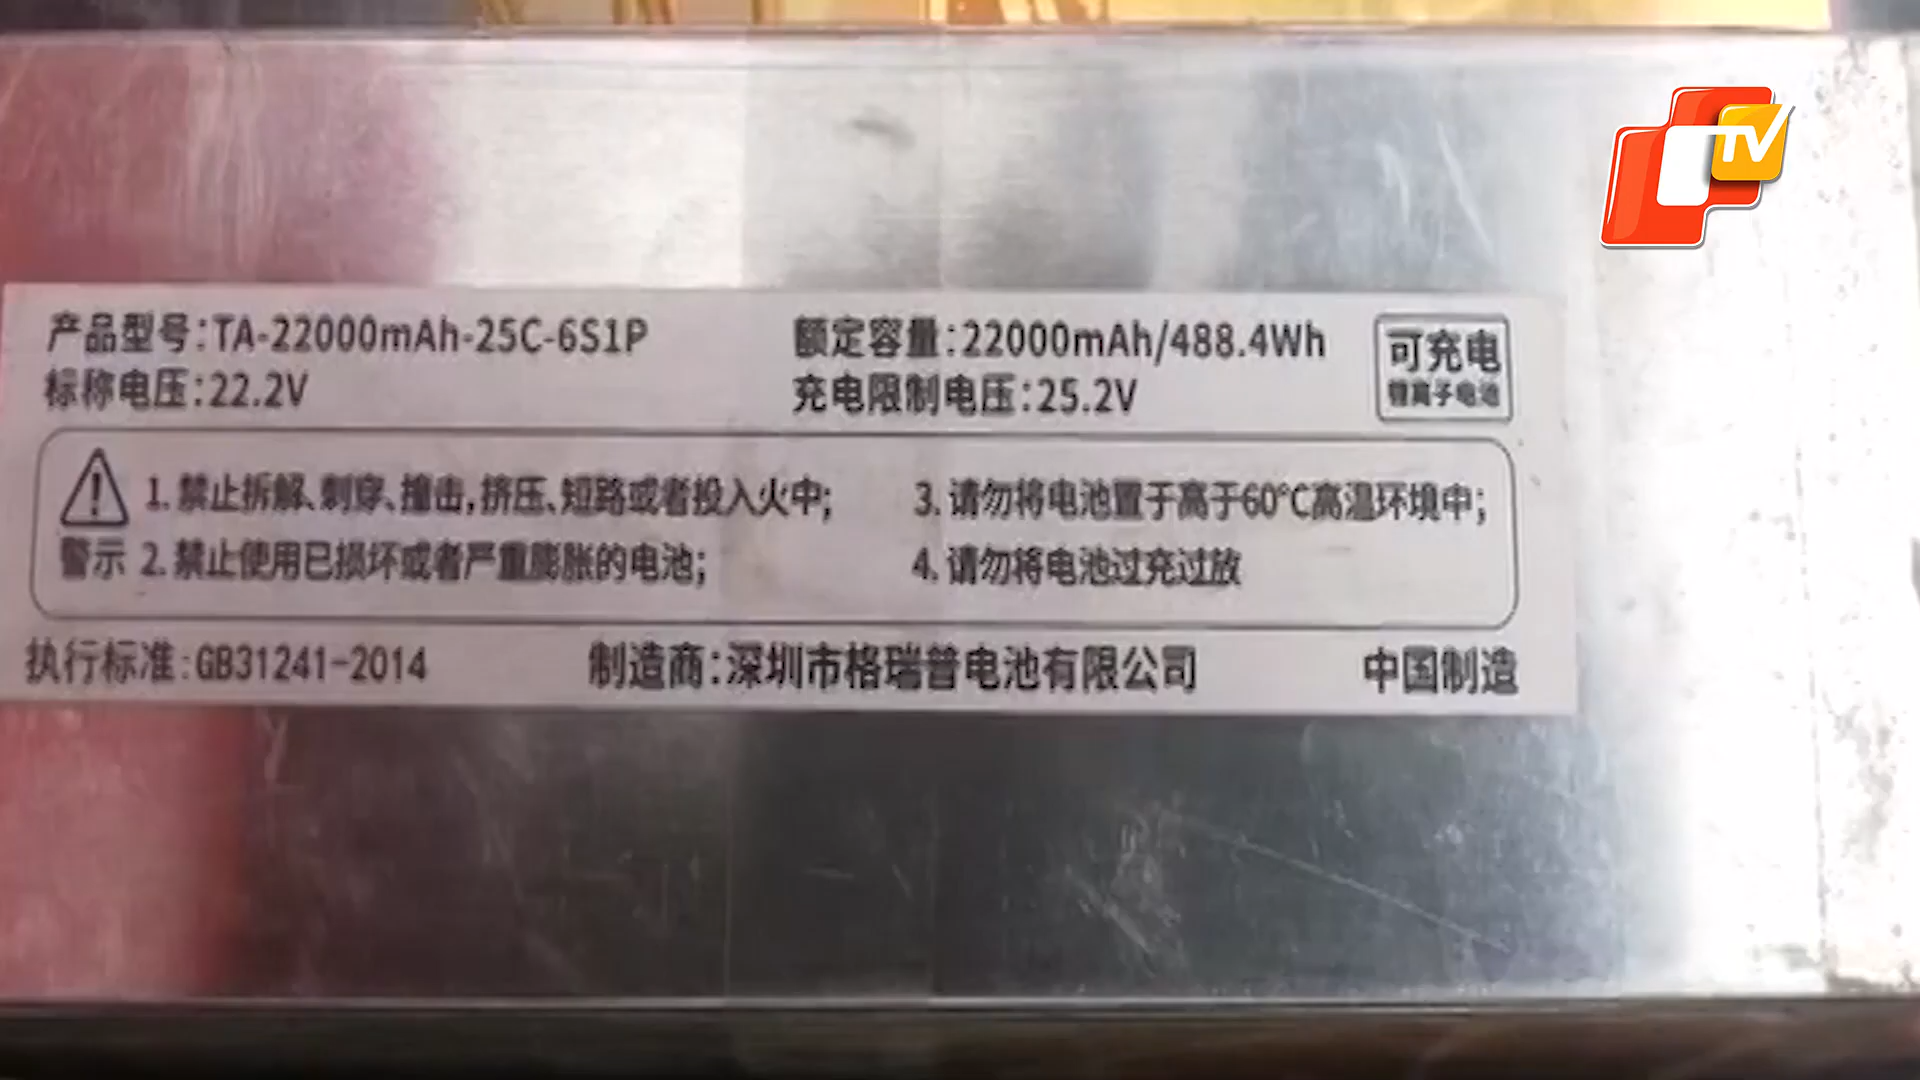 TV
产品型号:TA-22000mAh-25C-6S1P
额定容量:22000mAh/488.4Wh
标称电压:22.2V
充电限制电压:25.2V
可充电
锂离子电池
1. 禁止拆解、刺穿、撞击,挤压、短路或者投入火中;
警示 2. 禁止使用已损坏或者严重膨胀的电池;
3. 请勿将电池置于高于60°C高温环境中;
4. 请勿将电池过充过放
执行标准:GB31241-2014
制造商:深圳市格瑞普电池有限公司
中国制造